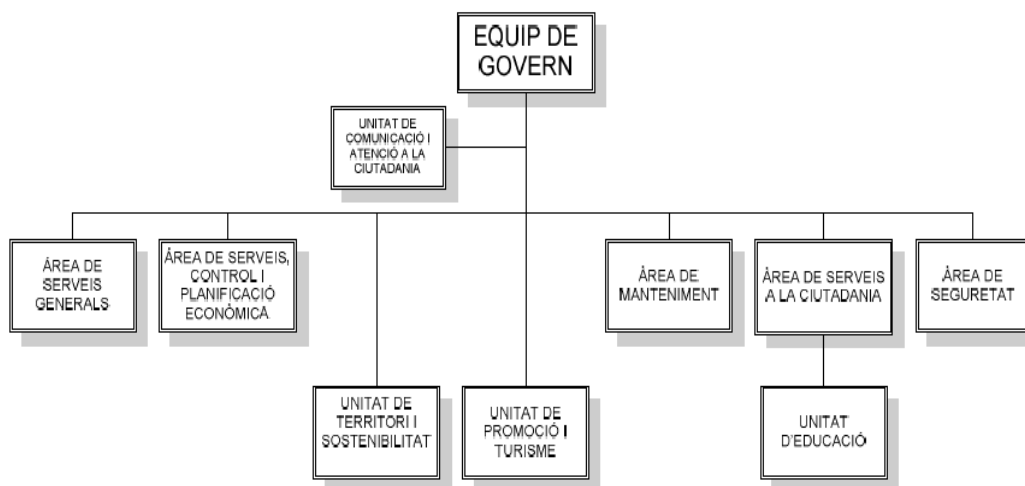 EQUIP DE
GOVERN
UNITAT DE
COMUNICACIÓ I
ATENCIÓ A LA
CIUTADANIA
ÀREA DE
SERVEIS
GENERALS
ÀREA DE SERVEIS,
CONTROL I
PLANIFICACIÓ
ECONÒMICA
ÀREA DE
MANTENIMENT
ÀREA DE SERVEIS
A LA CIUTADANIA
ÀREA DE
SEGURETAT
UNITAT DE
TERRITORI I
SOSTENIBILITAT
UNITAT DE
PROMOCIÓ I
TURISME
UNITAT
D'EDUCACIÓ